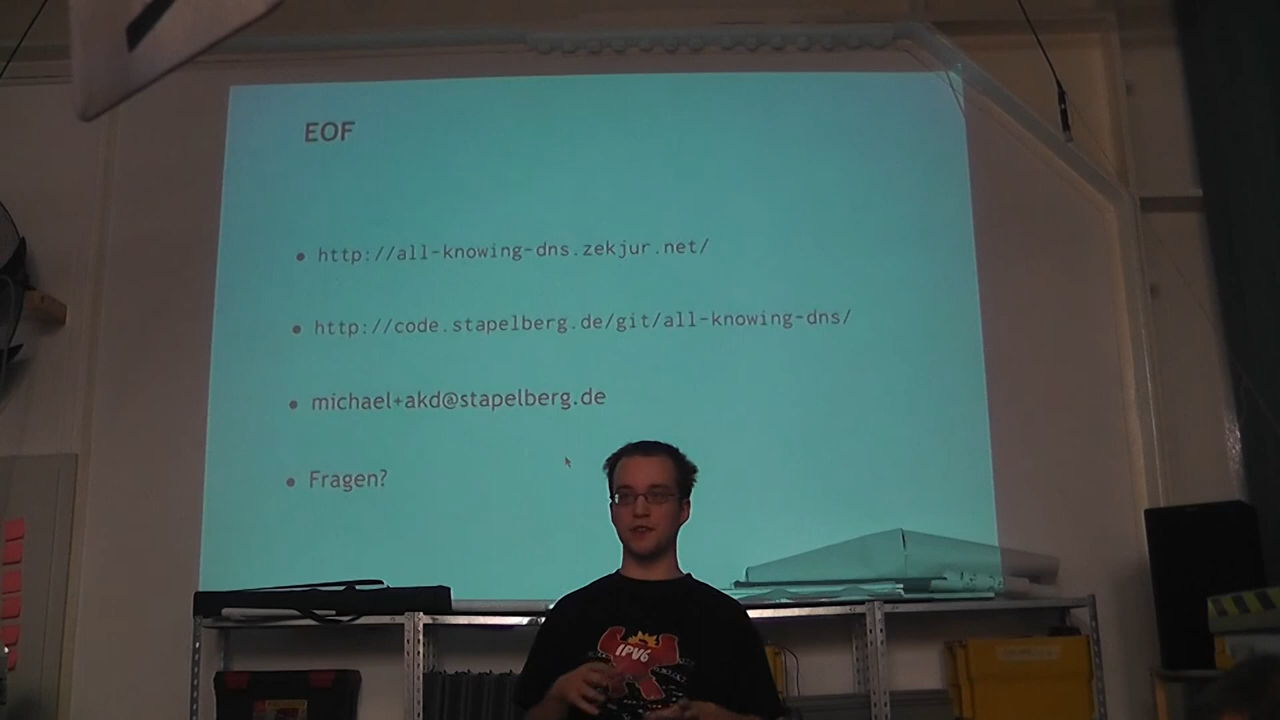 EOF
• http://all-knowing-dns.zekjur.net/
• http://code.stapelberg.de/git/all-knowing-dns/
• michael+akd@stapelberg.de
• Fragen?
IPV6